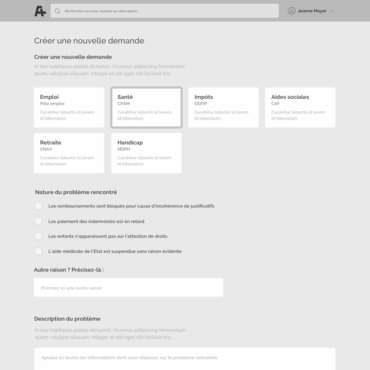 Rechercher un nom, numéro ou description
Jeanne Moyer
Créer une nouvelle demande
Créer une nouvelle demande
In hac habitasse platea dictumst. Vivamus adipiscing fermentum
quam volutpat aliquam. Integer et elit eget elit facilisis tris.
Emploi
Pôle emploi
Curabitur lobortis id lorem
id bibendum.
Santé
CPAM
Curabitur lobortis id lorem
id bibendum.
Impôts
DGFIP
Curabitur lobortis id lorem
id bibendum.
Aides sociales
CAF
Curabitur lobortis id lorem
id bibendum.
Retraite
CNAV
Curabitur lobortis id lorem
id bibendum.
Handicap
MDPH
Curabitur lobortis id lorem
id bibendum.
Nature du problème rencontré
Les remboursements sont bloqués pour cause d'incohérence de justificatifs
Les paiement des indemnistés est en retard
Les enfants n'apparaissent pas sur l'attestion de droits
L'aide médicale de l'État est suspendue sans raison évidente
Autre raison ? Précisez-là :
Précisez ici une autre raison
Description du problème
In hac habitasse platea dictumst. Vivamus adipiscing fermentum
quam volutpat aliquam. Integer et elit eget elit facilisis tris.
Ajoutez ici toutes les informations dont vous disposez sur le problème rencontré